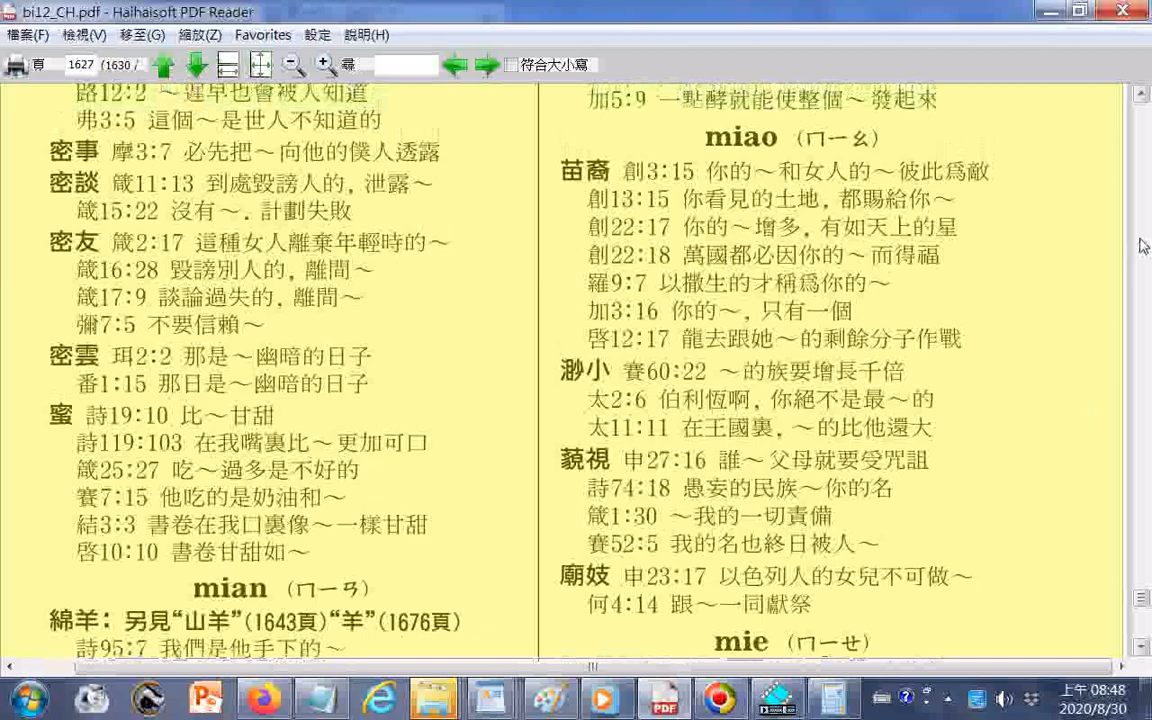 bi12_CH.pdf - Haihaisoft PDF Reader
檔案(F) 檢視(V) 移至(G) 縮放(Z) Favorites 設定 說明(H)
頁 1627 (1630 / 尋 符合大小寫
路12:2 ～遲早也會被人知道
弗3:5 這個～是世人不知道的
密事 摩3:7 必先把～向他的僕人透露
密談 箴11:13 到處毀謗人的, 泄露～
箴15:22 沒有～, 計劃失敗
密友 箴2:17 這種女人離棄年輕時的～
箴16:28 毀謗別人的, 離間～
箴17:9 談論過失的, 離間～
彌7:5 不要信賴～
密雲 珥2:2 那是～幽暗的日子
番1:15 那日是～幽暗的日子
蜜 詩19:10 比～甘甜
詩119:103 在我嘴裏比～更加可口
箴25:27 吃～過多是不好的
賽7:15 他吃的是奶油和～
結3:3 書卷在我口裏像～一樣甘甜
啓10:10 書卷甘甜如～
mian (ㄇㄧㄢ)
綿羊: 另見“山羊”(1643頁)“羊”(1676頁)
詩95:7 我們是他手下的～
加5:9 一點酵就能使整個～發起來
miao (ㄇㄧㄠ)
苗裔 創3:15 你的～和女人的～彼此爲敵
創13:15 你看見的土地, 都賜給你～
創22:17 你的～增多, 有如天上的星
創22:18 萬國都必因你的～而得福
羅9:7 以撒生的才稱爲你的～
加3:16 你的～, 只有一個
啓12:17 龍去跟她～的剩餘分子作戰
渺小 賽60:22 ～的族要增長千倍
太2:6 伯利恆啊, 你絕不是最～的
太11:11 在王國裏, ～的比他還大
藐視 申27:16 誰～父母就要受咒詛
詩74:18 愚妄的民族～你的名
箴1:30 ～我的一切責備
賽52:5 我的名也終日被人～
廟妓 申23:17 以色列人的女兒不可做～
何4:14 跟～一同獻祭
mie (ㄇㄧㄝ)
上午 08:48
2020/8/30